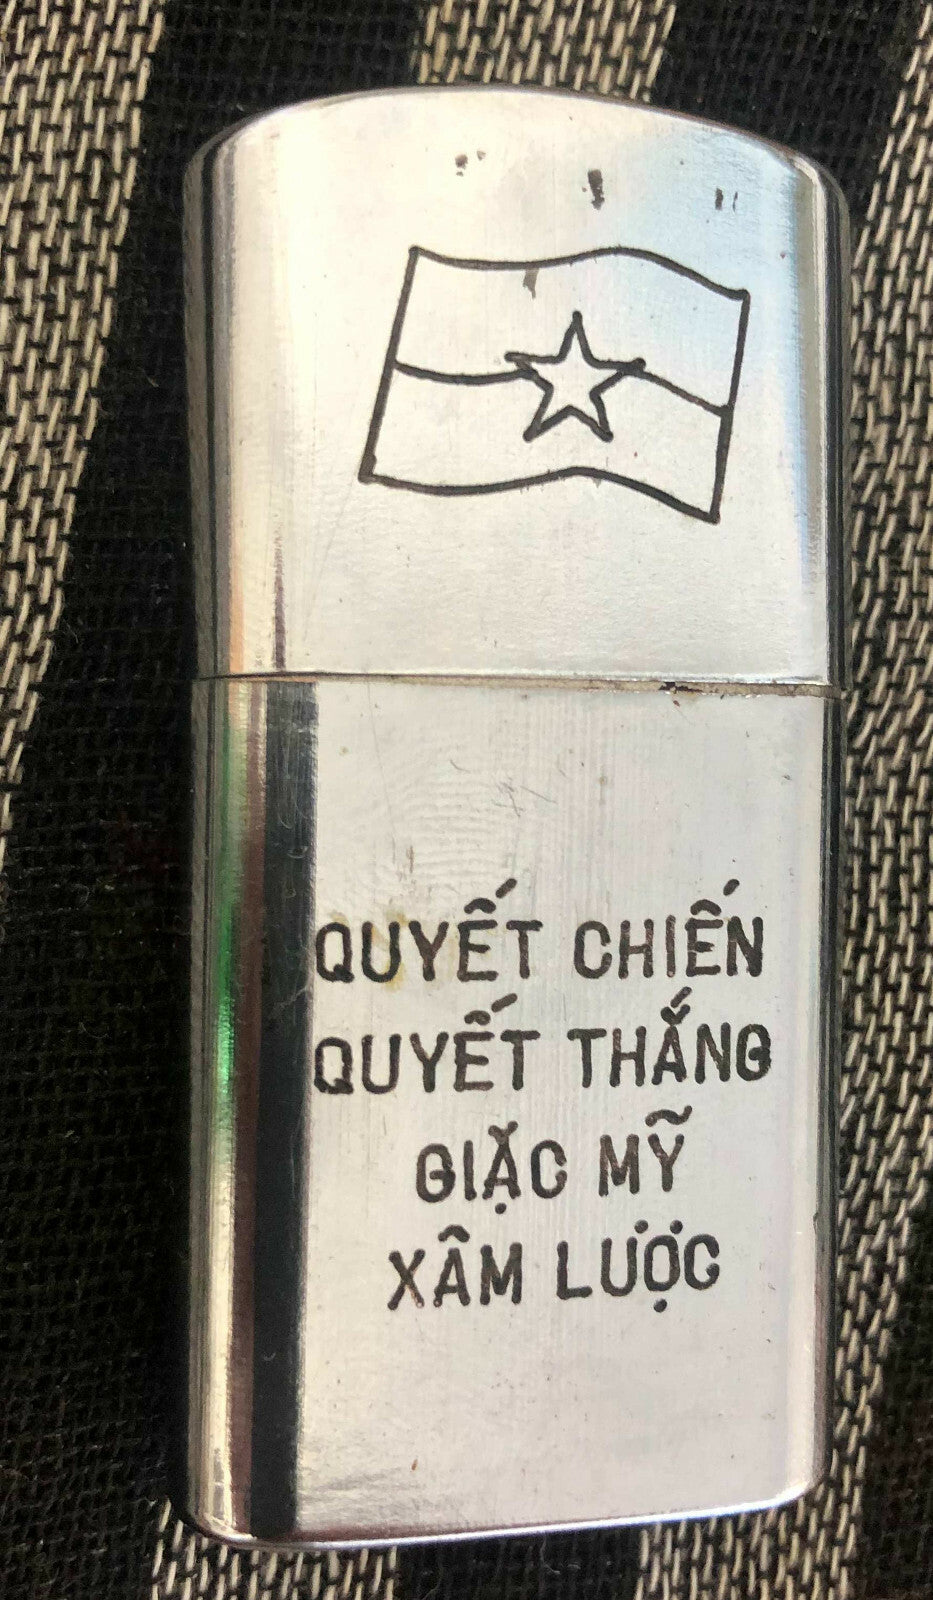 QUYẾT CHIẾN
QUYẾT THẮNG
GIẶC MỸ
XÂM LƯỢC